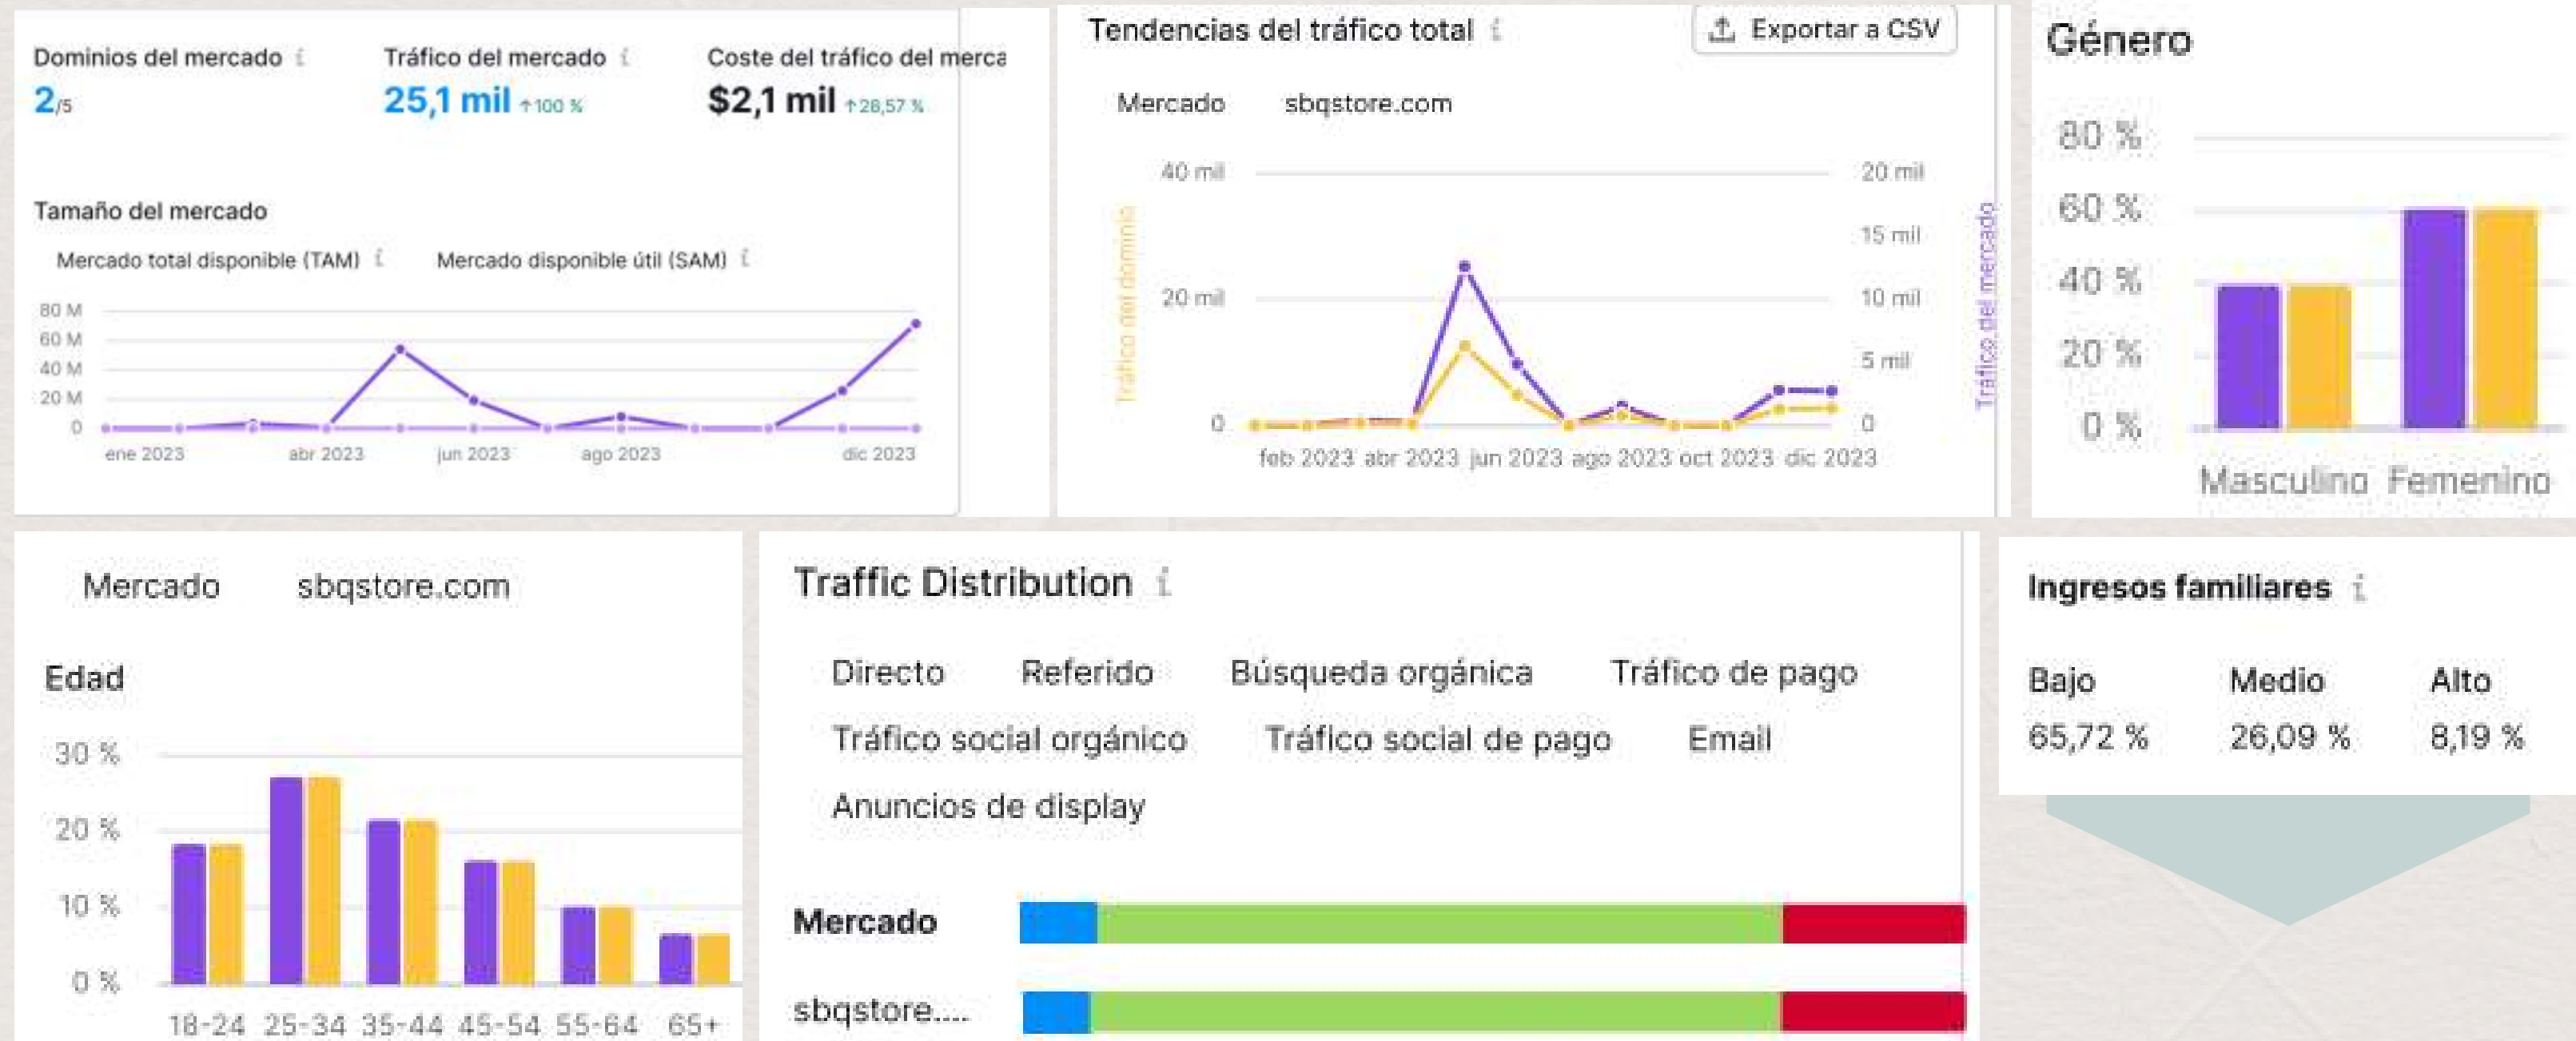 Dominios del mercado i
2/5
Tráfico del mercado i
25,1 mil ↑100 %
Coste del tráfico del merca
$2,1 mil ↑28,57 %
Tamaño del mercado
Mercado total disponible (TAM) i Mercado disponible útil (SAM) i
80 M
60 M
40 M
20 M
0
ene 2023 abr 2023 jun 2023 ago 2023 dic 2023
Tendencias del tráfico total i
Exportar a CSV
Mercado sbqstore.com
Tráfico del dominio
40 mil
20 mil
0
20 mil
15 mil
10 mil
5 mil
0
Tráfico del mercado
feb 2023 abr 2023 jun 2023 ago 2023 oct 2023 dic 2023
Género
80 %
60 %
40 %
20 %
0 %
Masculino Femenino
Mercado sbqstore.com
Edad
30 %
20 %
10 %
0 %
18-24 25-34 35-44 45-54 55-64 65+
Traffic Distribution i
Directo Referido Búsqueda orgánica Tráfico de pago
Tráfico social orgánico Tráfico social de pago Email
Anuncios de display
Mercado
sbqstore....
Ingresos familiares i
Bajo Medio Alto
65,72 % 26,09 % 8,19 %